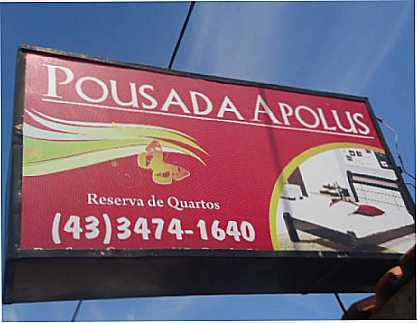 POUSADA APOLUS
Reserva de Quartos
(43)3474-1640